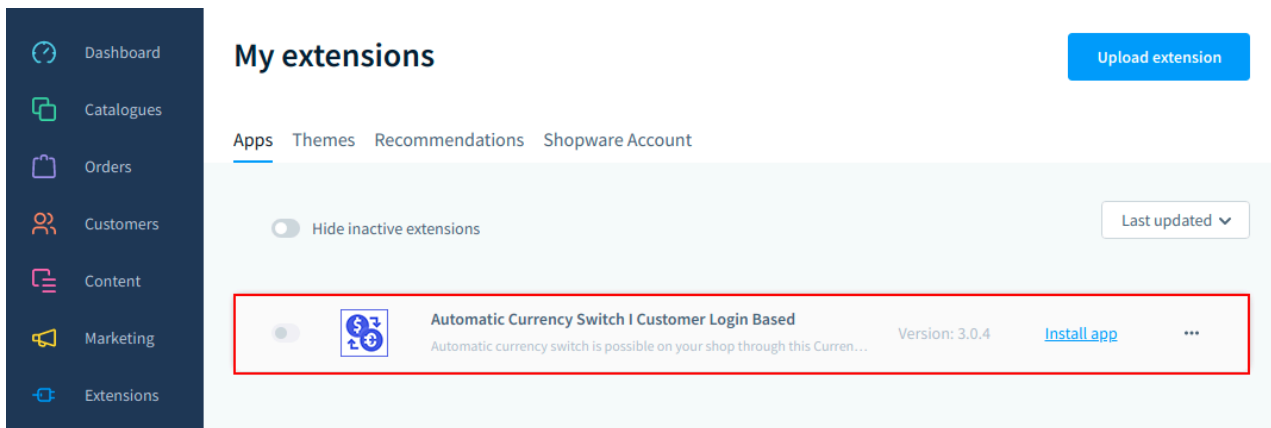 Dashboard
Catalogues
Orders
Customers
Content
Marketing
Extensions
My extensions
Upload extension
Apps Themes Recommendations Shopware Account
Hide inactive extensions
Last updated
Automatic Currency Switch I Customer Login Based
Automatic currency switch is possible on your shop through this Curren...
Version: 3.0.4
Install app